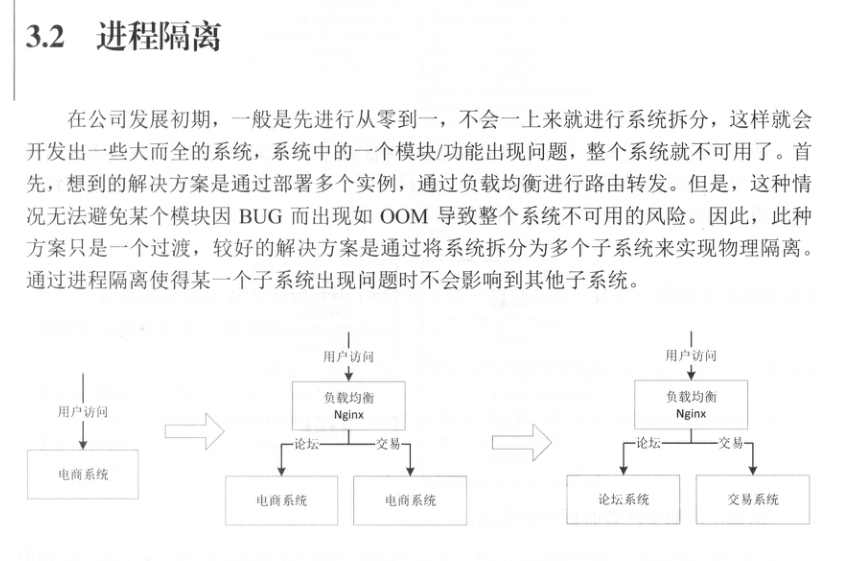 3.2 进程隔离
在公司发展初期，一般是先进行从零到一，不会一上来就进行系统拆分，这样就会
开发出一些大而全的系统，系统中的一个模块/功能出现问题，整个系统就不可用了。首
先，想到的解决方案是通过部署多个实例，通过负载均衡进行路由转发。但是，这种情
况无法避免某个模块因 BUG 而出现如 OOM 导致整个系统不可用的风险。因此，此种
方案只是一个过渡，较好的解决方案是通过将系统拆分为多个子系统来实现物理隔离。
通过进程隔离使得某一个子系统出现问题时不会影响到其他子系统。
用户访问
电商系统
用户访问
负载均衡
Nginx
论坛
交易
电商系统
电商系统
用户访问
负载均衡
Nginx
论坛
交易
论坛系统
交易系统